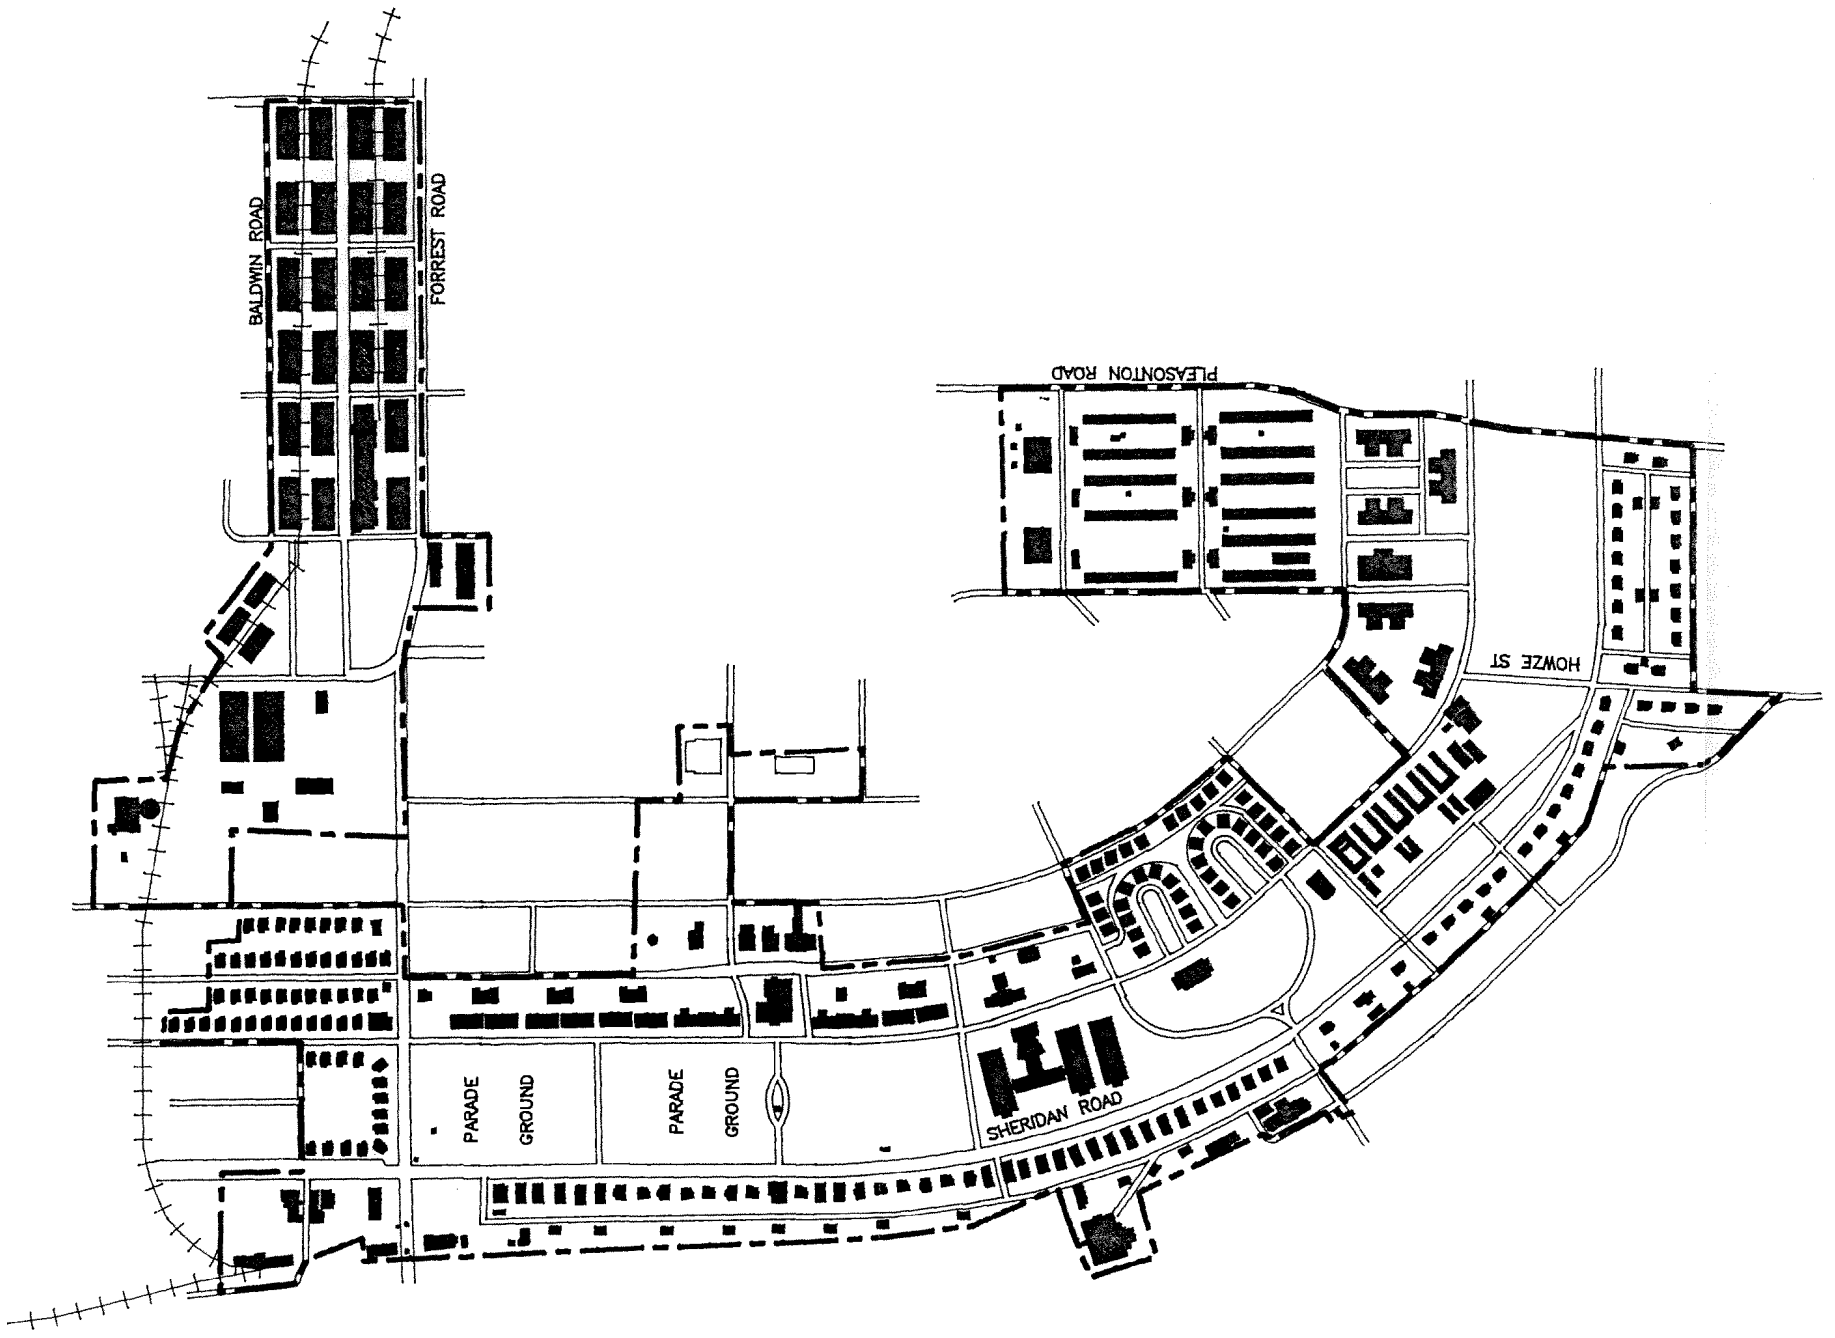 BALDWIN ROAD
FORREST ROAD
PLEASONTON ROAD
HOWZE ST
PARADE
GROUND
PARADE
GROUND
SHERIDAN ROAD